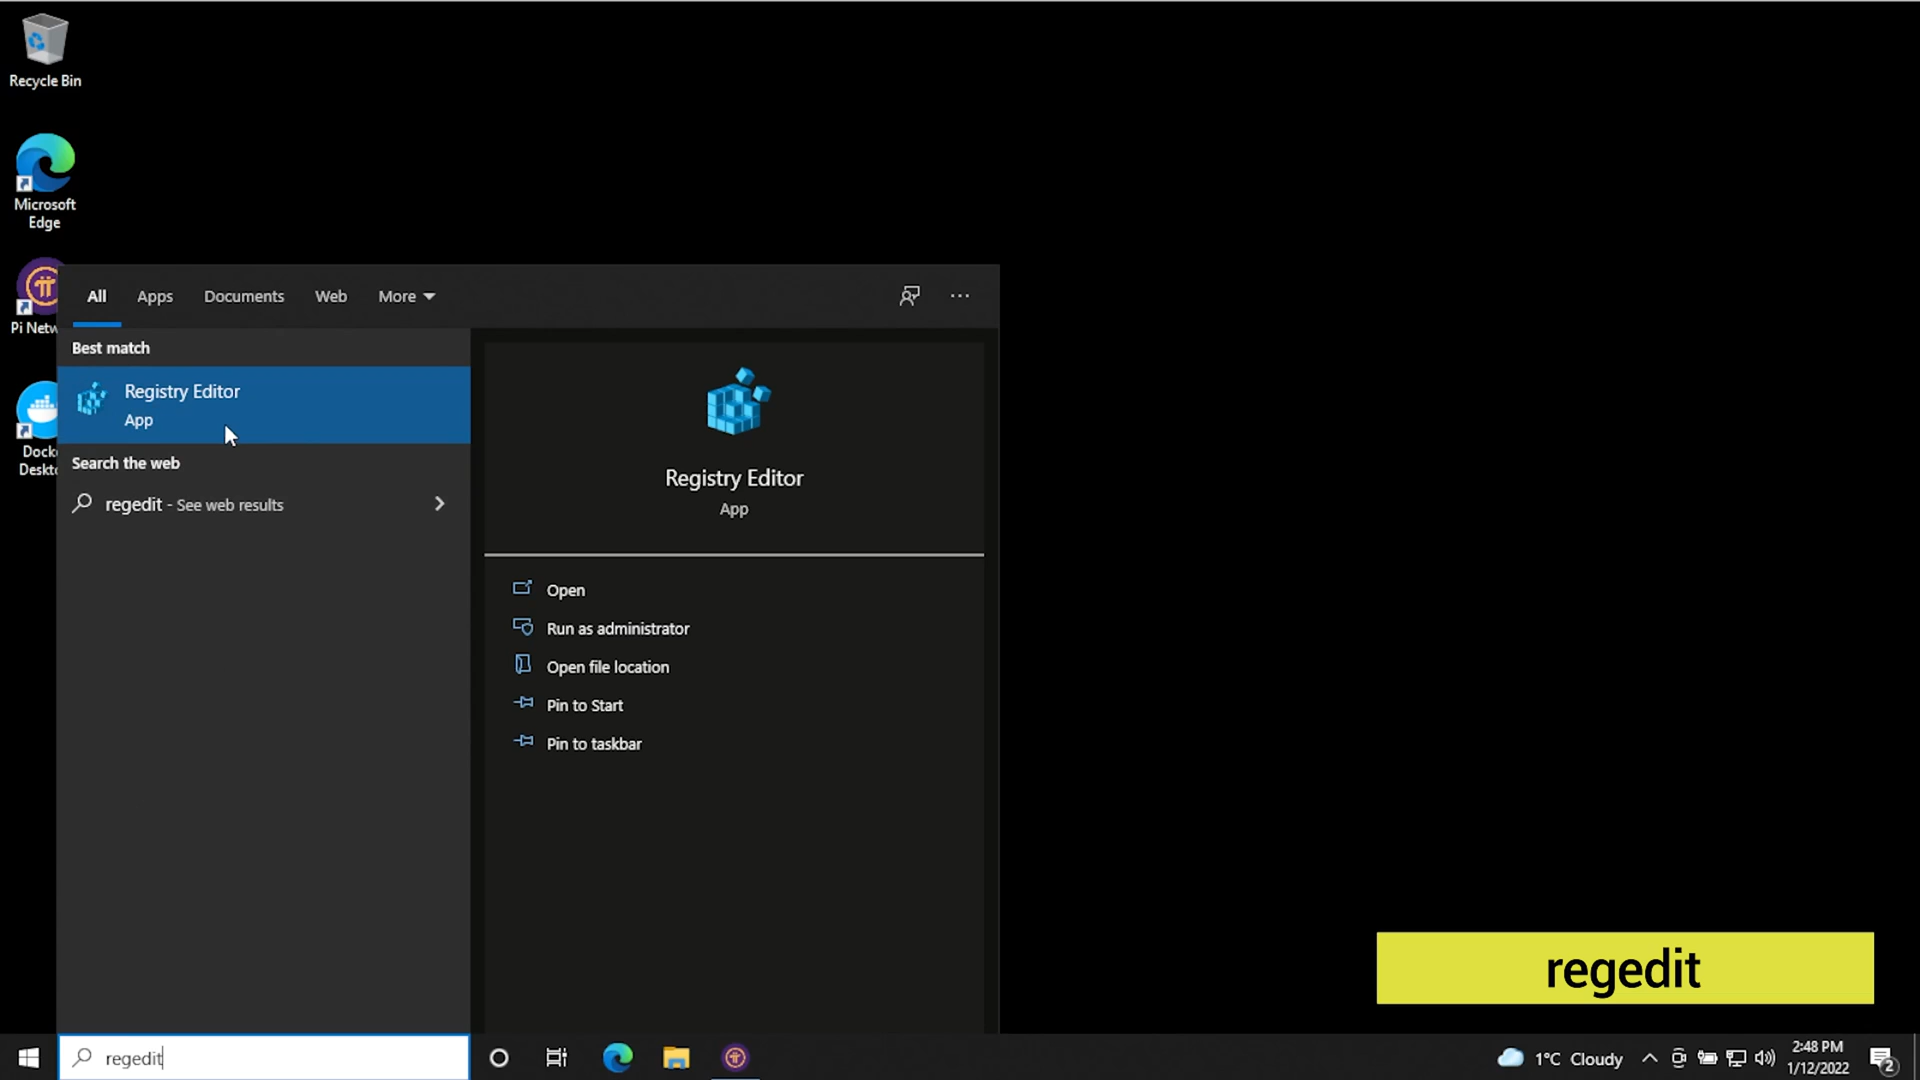 Recycle Bin
Microsoft
Edge
Pi Netw
Dock
Deskt
All Apps Documents Web More
Best match
Registry Editor
App
Search the web
regedit - See web results
Registry Editor
App
Open
Run as administrator
Open file location
Pin to Start
Pin to taskbar
regedit
regedit
1°C Cloudy
2:48 PM
1/12/2022
2